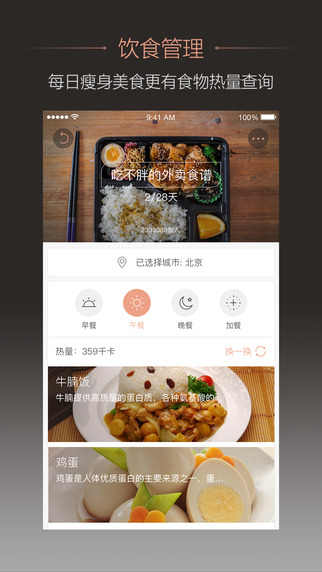 饮食管理
每日瘦身美食更有食物热量查询
9:41 AM
100%
吃不胖的外卖食谱
2/28天
2339389加入
已选择城市: 北京
早餐
午餐
晚餐
加餐
热量: 359千卡
换一换
牛腩饭
牛腩提供高质量的蛋白质，各种氨基酸的...
鸡蛋
鸡蛋是人体优质蛋白的主要来源之一，蛋...